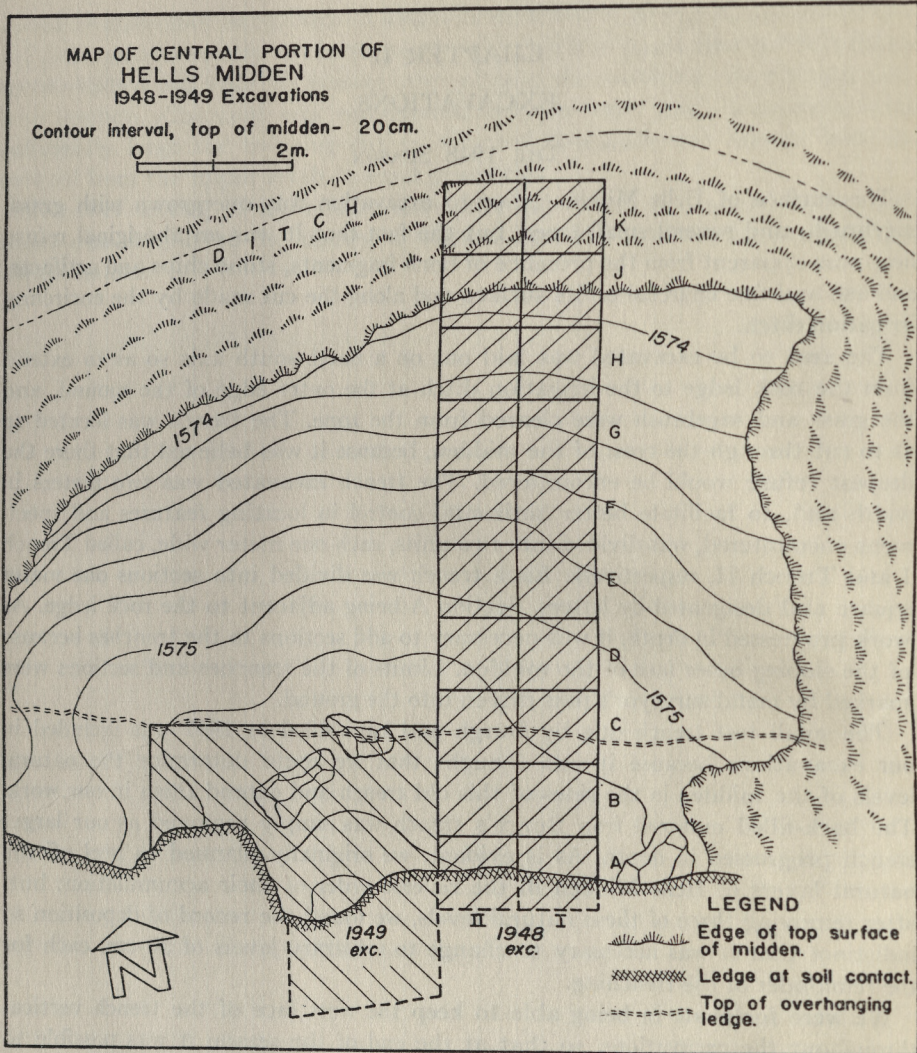 MAP OF CENTRAL PORTION OF
HELLS MIDDEN
1948-1949 Excavations
Contour interval, top of midden- 20cm.
0 1 2m.
DITCH
K
J
1574
H
1574
G
F
E
1575
D
1575
C
B
A
II I
1949
exc.
1948
exc.
N
LEGEND
Edge of top surface
of midden.
Ledge at soil contact.
Top of overhanging
ledge.